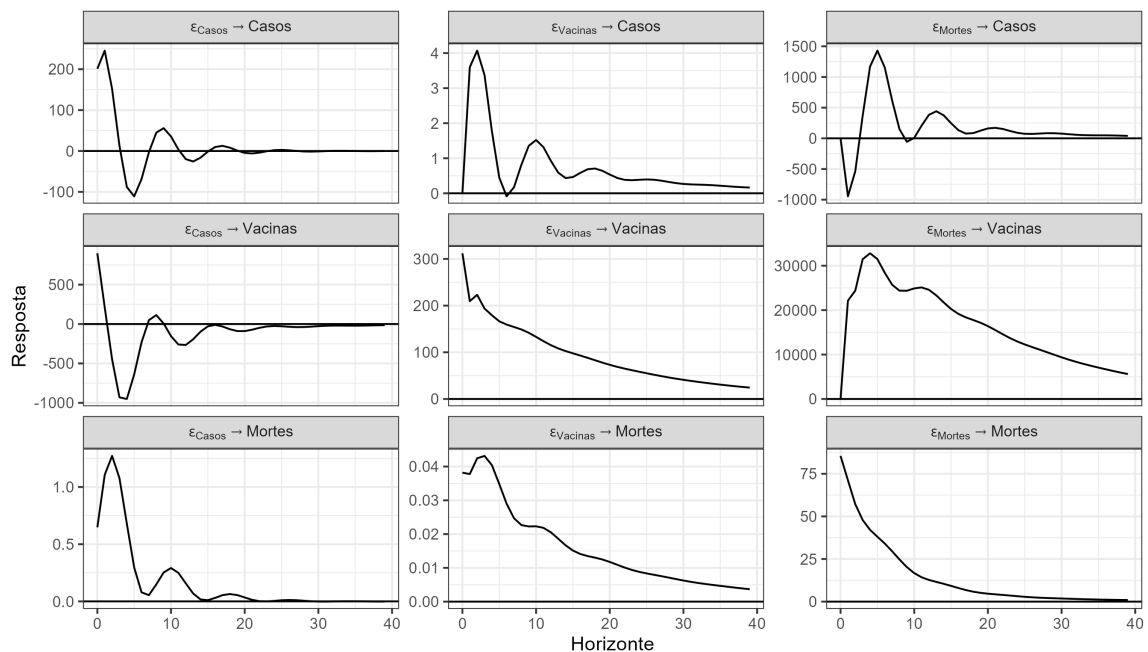 εCasos → Casos
εVacinas → Casos
εMortes → Casos
200
100
0
-100
4
3
2
1
0
1500
1000
500
0
-500
-1000
εCasos → Vacinas
εVacinas → Vacinas
εMortes → Vacinas
500
0
-500
-1000
300
200
100
0
30000
20000
10000
0
Resposta
εCasos → Mortes
εVacinas → Mortes
εMortes → Mortes
1.0
0.5
0.0
0.04
0.03
0.02
0.01
0.00
75
50
25
0
0 10 20 30 40
0 10 20 30 40
0 10 20 30 40
Horizonte